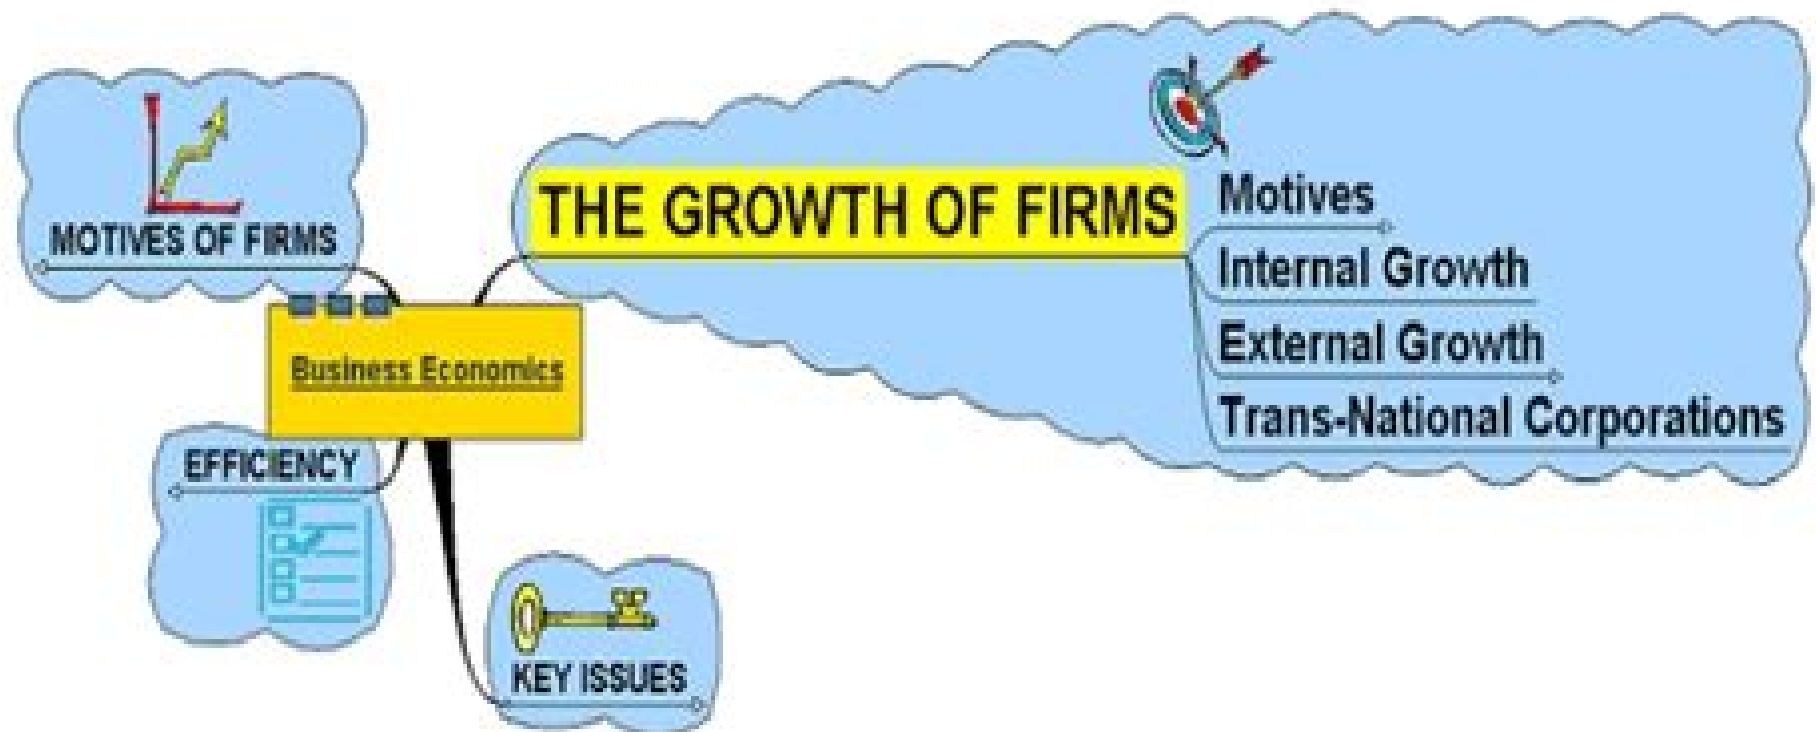 MOTIVES OF FIRMS
THE GROWTH OF FIRMS
Motives
Internal Growth
External Growth
Trans-National Corporations
Business Economics
EFFICIENCY
KEY ISSUES